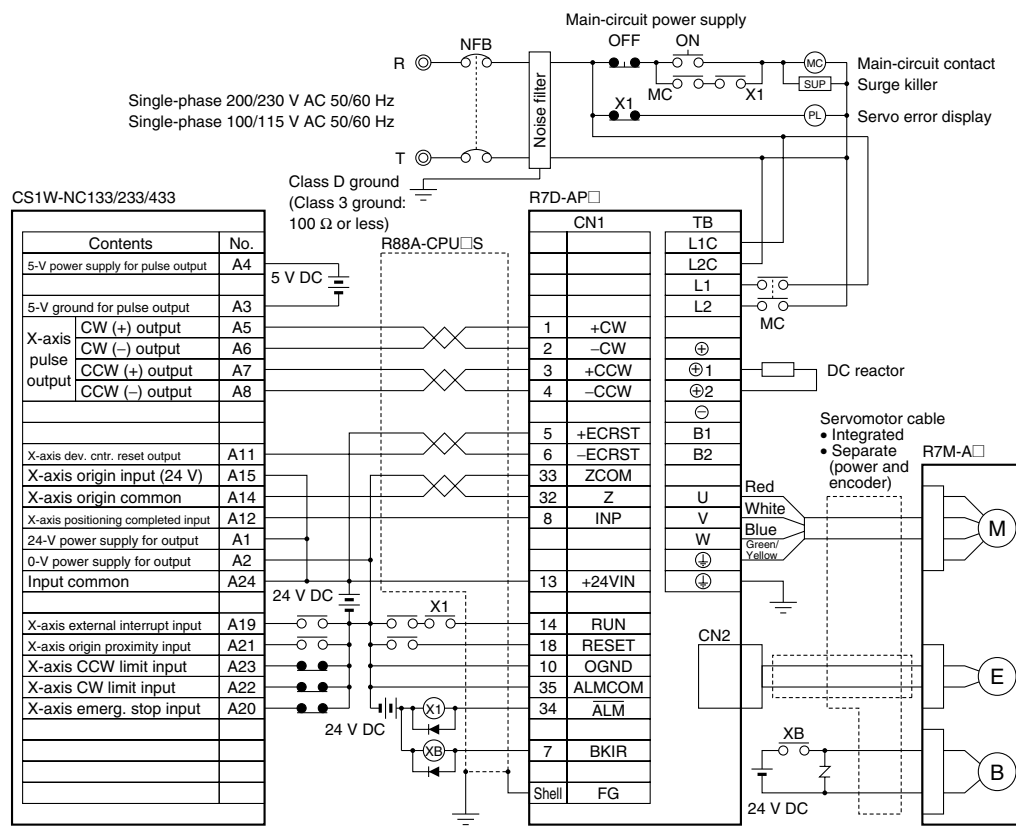 Main-circuit power supply
NFB OFF ON
R MC Main-circuit contact
MC X1 SUP Surge killer
Single-phase 200/230 V AC 50/60 Hz
Single-phase 100/115 V AC 50/60 Hz
Noise filter
X1 PL Servo error display
T
Class D ground
(Class 3 ground:
100 Ω or less)
CS1W-NC133/233/433 R7D-AP□
CN1 TB
Contents No. R88A-CPU□S L1C
5-V power supply for pulse output A4 L2C
5 V DC L1
5-V ground for pulse output A3 L2
MC
X-axis pulse output
CW (+) output A5 1 +CW
CW (−) output A6 2 −CW ⊕
CCW (+) output A7 3 +CCW ⊕1 DC reactor
CCW (−) output A8 4 −CCW ⊕2
⊖
Servomotor cable
• Integrated
• Separate
(power and
encoder)
R7M-A□
5 +ECRST B1
X-axis dev. cntr. reset output A11 6 −ECRST B2
X-axis origin input (24 V) A15 33 ZCOM
X-axis origin common A14 32 Z U Red
X-axis positioning completed input A12 8 INP V White
24-V power supply for output A1 W Blue M
0-V power supply for output A2 Green/
Yellow
Input common A24 13 +24VIN
24 V DC X1
X-axis external interrupt input A19 14 RUN
X-axis origin proximity input A21 18 RESET CN2
X-axis CCW limit input A23 10 OGND E
X-axis CW limit input A22 35 ALMCOM
X-axis emerg. stop input A20 X1 34 ALM
24 V DC
XB 7 BKIR XB
B
24 V DC
Shell FG